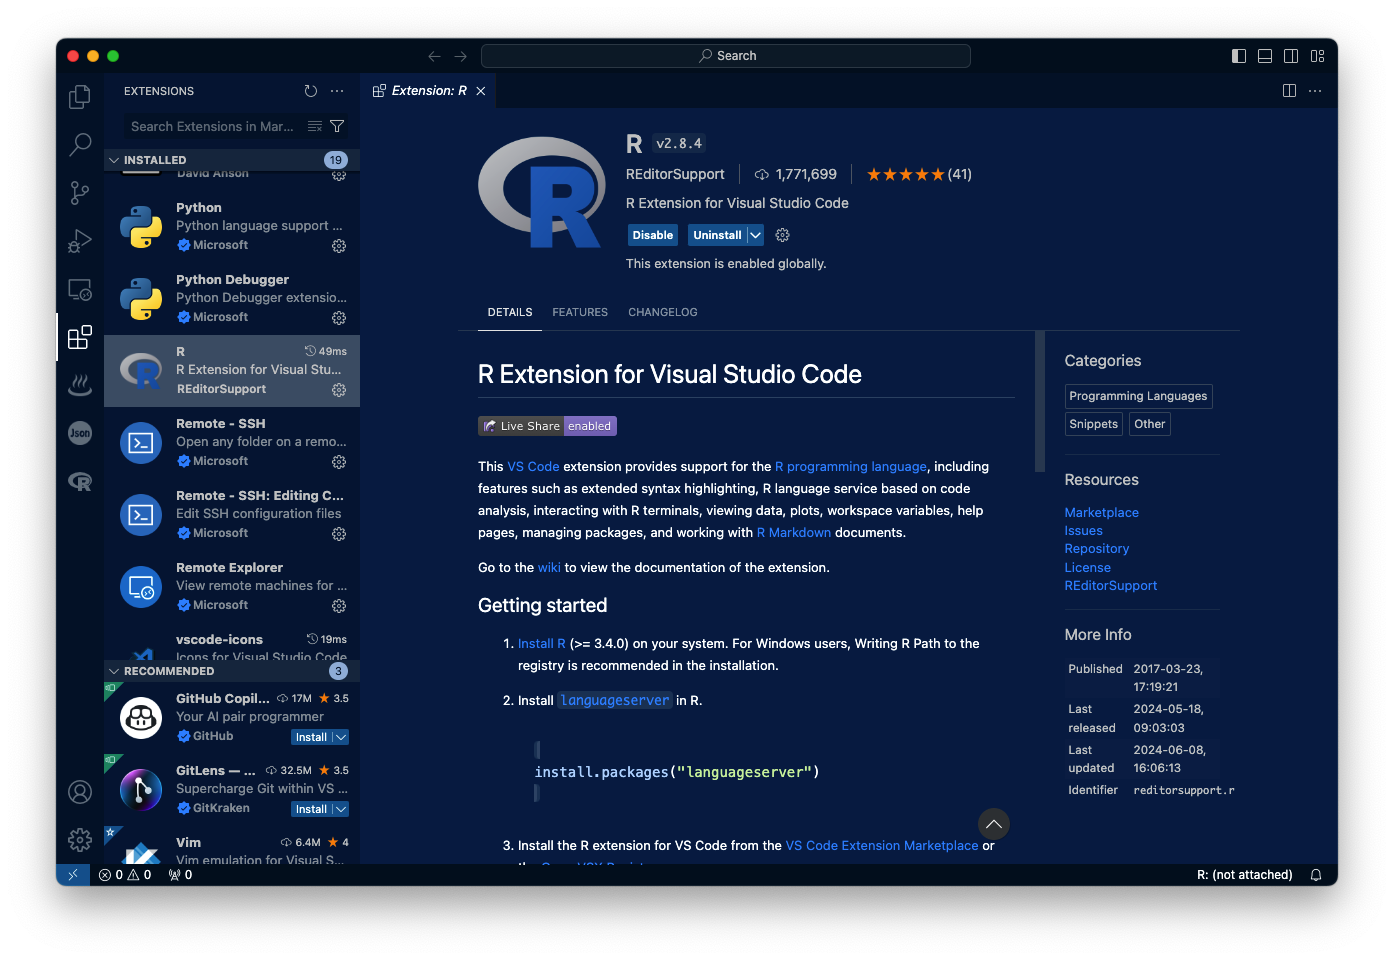 Search
EXTENSIONS
Search Extensions in Mar...
INSTALLED 19
David Anson
Python
Python language support ...
Microsoft
Python Debugger
Python Debugger extensio...
Microsoft
R 49ms
R Extension for Visual Stu...
REditorSupport
Remote - SSH
Open any folder on a remo...
Microsoft
Remote - SSH: Editing C...
Edit SSH configuration files
Microsoft
Remote Explorer
View remote machines for ...
Microsoft
vscode-icons 19ms
Icons for Visual Studio Code
RECOMMENDED 3
GitHub Copil... 17M 3.5
Your AI pair programmer
GitHub Install
GitLens — ... 32.5M 3.5
Supercharge Git within VS ...
GitKraken Install
Vim 6.4M 4
Vim emulation for Visual S...
Json
R
Extension: R
R
R v2.8.4
REditorSupport 1,771,699 (41)
R Extension for Visual Studio Code
Disable Uninstall
This extension is enabled globally.
DETAILS FEATURES CHANGELOG
R Extension for Visual Studio Code
Live Share enabled
This VS Code extension provides support for the R programming language, including
features such as extended syntax highlighting, R language service based on code
analysis, interacting with R terminals, viewing data, plots, workspace variables, help
pages, managing packages, and working with R Markdown documents.
Go to the wiki to view the documentation of the extension.
Getting started
1. Install R (>= 3.4.0) on your system. For Windows users, Writing R Path to the
registry is recommended in the installation.
2. Install languageserver in R.
install.packages("languageserver")
3. Install the R extension for VS Code from the VS Code Extension Marketplace or
Categories
Programming Languages
Snippets Other
Resources
Marketplace
Issues
Repository
License
REditorSupport
More Info
Published 2017-03-23,
17:19:21
Last 2024-05-18,
released 09:03:03
Last 2024-06-08,
updated 16:06:13
Identifier reditorsupport.r
0 0 0
R: (not attached)